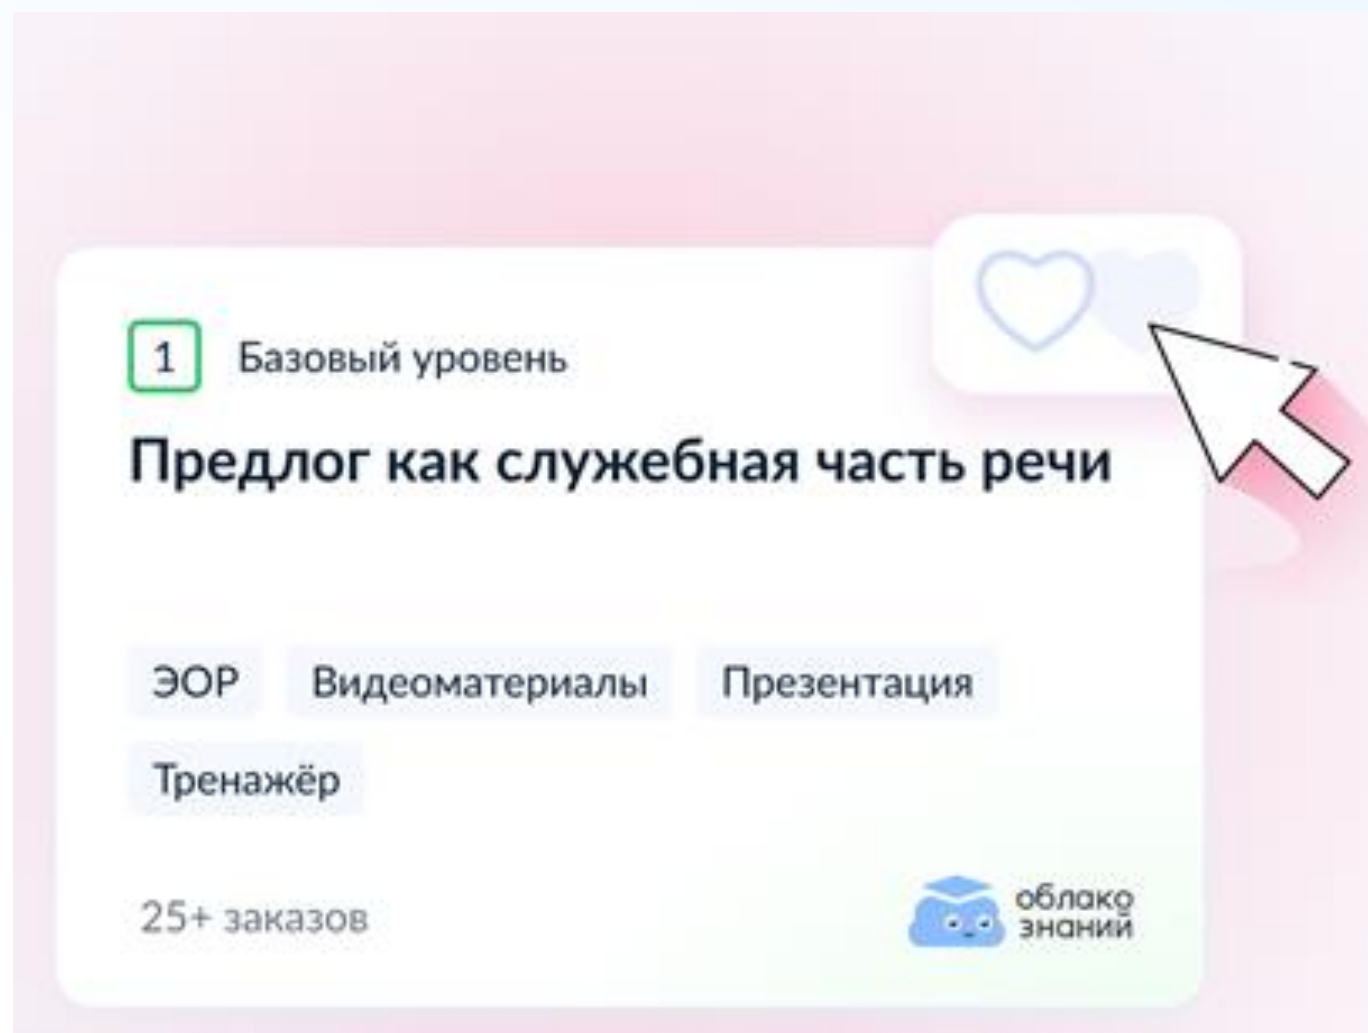 1 Базовый уровень
Предлог как служебная часть речи
ЭОР Видеоматериалы Презентация
Тренажёр
25+ заказов
облако
знаний